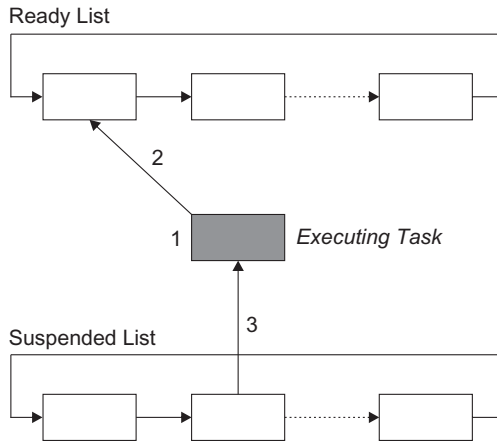 Ready List
2
1
Executing Task
3
Suspended List